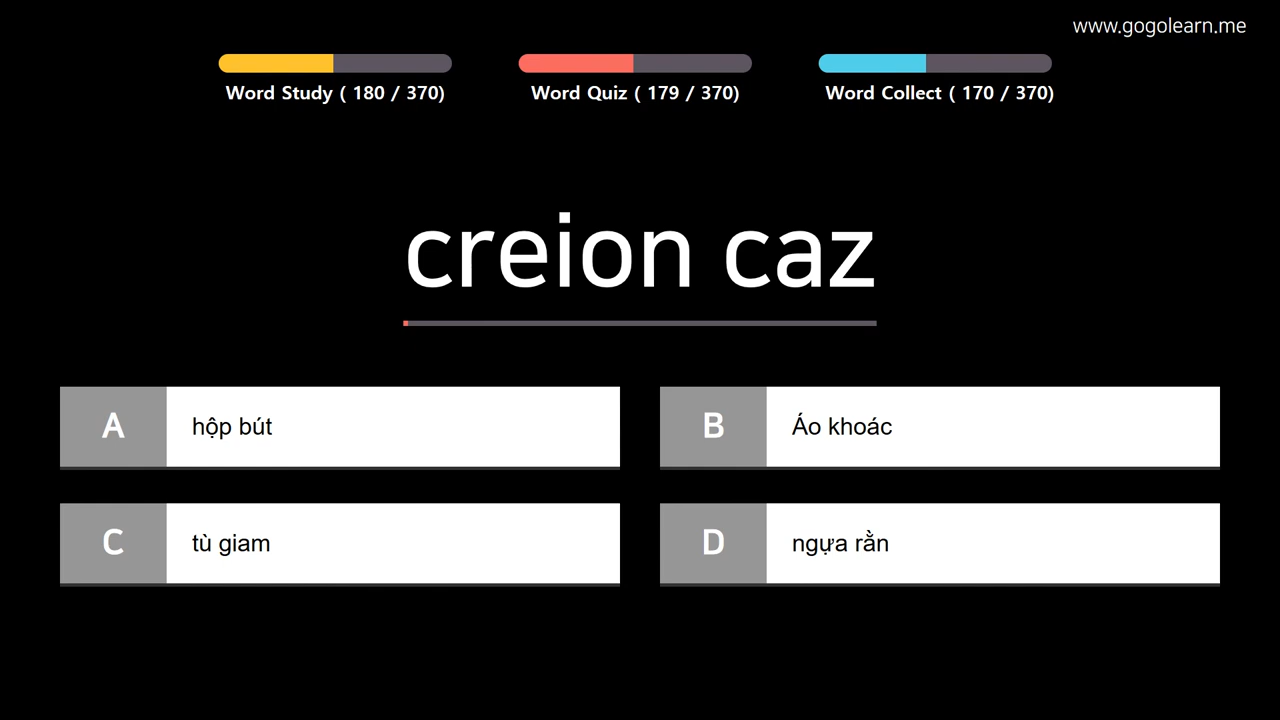 www.gogolearn.me
Word Study ( 180 / 370)
Word Quiz ( 179 / 370)
Word Collect ( 170 / 370)
creion caz
A hộp bút
B Áo khoác
C tù giam
D ngựa rằn